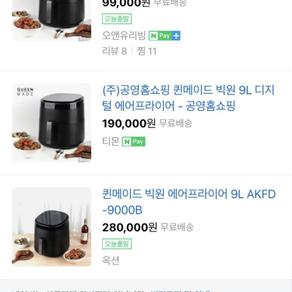 99,000원 무료배송
오늘출발
오앤유리빙 N Pay +
리뷰 8 | 찜 11
QUEEN MADE
(주)공영홈쇼핑 퀸메이드 빅원 9L 디지
털 에어프라이어 - 공영홈쇼핑
190,000원 무료배송
티몬 N Pay
퀸메이드 빅원 에어프라이어 9L AKFD
-9000B
280,000원 무료배송
오늘출발
옥션